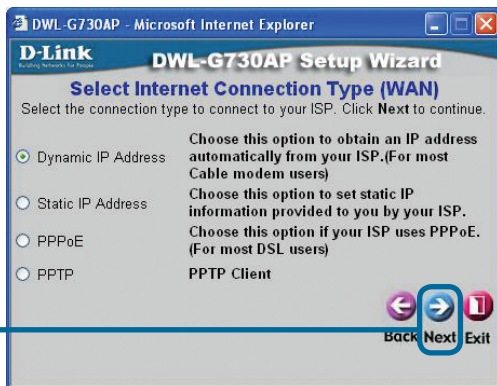 DWL-G730AP - Microsoft Internet Explorer
D-Link
Building Networks for People
DWL-G730AP Setup Wizard
Select Internet Connection Type (WAN)
Select the connection type to connect to your ISP. Click Next to continue.
Dynamic IP Address
Choose this option to obtain an IP address
automatically from your ISP.(For most
Cable modem users)
Static IP Address
Choose this option to set static IP
information provided to you by your ISP.
PPPoE
Choose this option if your ISP uses PPPoE.
(For most DSL users)
PPTP
PPTP Client
Back Next Exit